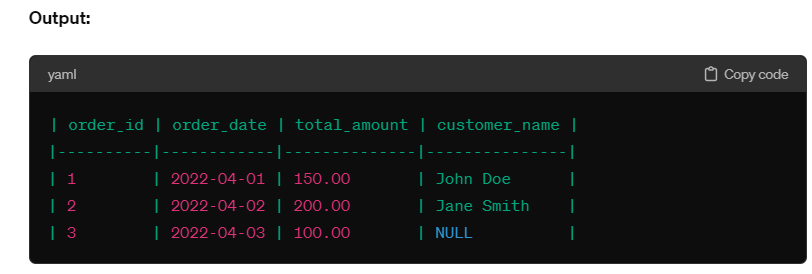 Output:
yaml Copy code
| order_id | order_date | total_amount | customer_name |
|----------|------------|--------------|---------------|
| 1        | 2022-04-01 | 150.00       | John Doe      |
| 2        | 2022-04-02 | 200.00       | Jane Smith    |
| 3        | 2022-04-03 | 100.00       | NULL          |